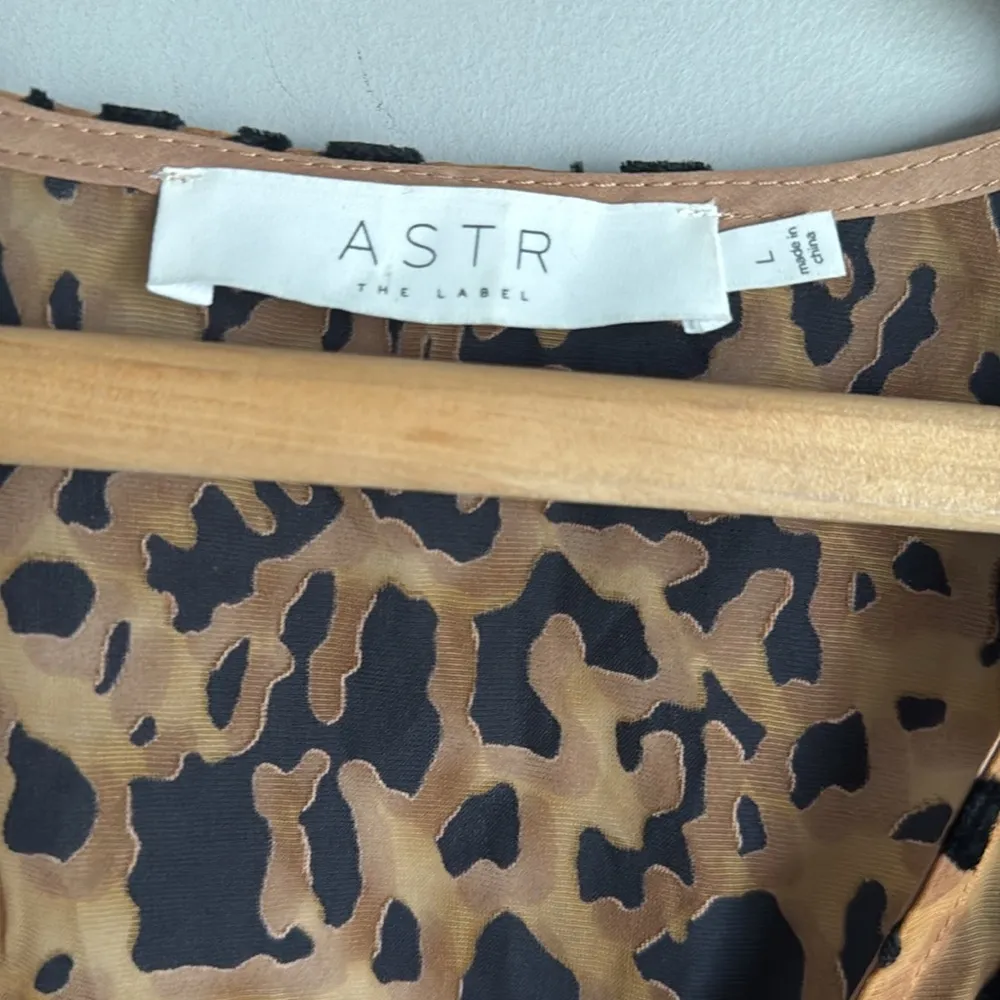 ASTR
THE LABEL
L
made in
china